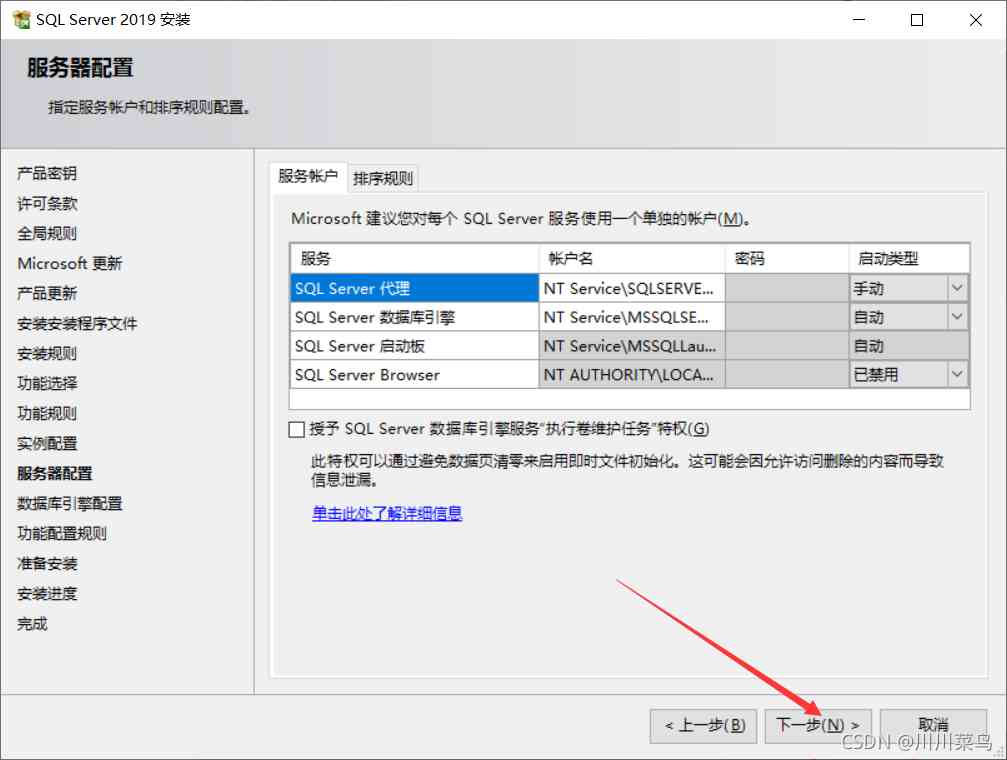 SQL Server 2019 安装
服务器配置
指定服务帐户和排序规则配置。
产品密钥
许可条款
全局规则
Microsoft 更新
产品更新
安装安装程序文件
安装规则
功能选择
功能规则
实例配置
服务器配置
数据库引擎配置
功能配置规则
准备安装
安装进度
完成
服务帐户 排序规则
Microsoft 建议您对每个 SQL Server 服务使用一个单独的帐户(M)。
服务 帐户名 密码 启动类型
SQL Server 代理 NT Service\SQLSERVE... 手动
SQL Server 数据库引擎 NT Service\MSSQLSE... 自动
SQL Server 启动板 NT Service\MSSQLLau... 自动
SQL Server Browser NT AUTHORITY\LOCA... 已禁用
授予 SQL Server 数据库引擎服务“执行卷维护任务”特权(G)
此特权可以通过避免数据页清零来启用即时文件初始化。这可能会因允许访问删除的内容而导致
信息泄漏。
单击此处了解详细信息
< 上一步(B) 下一步(N) > 取消
CSDN @川川菜鸟